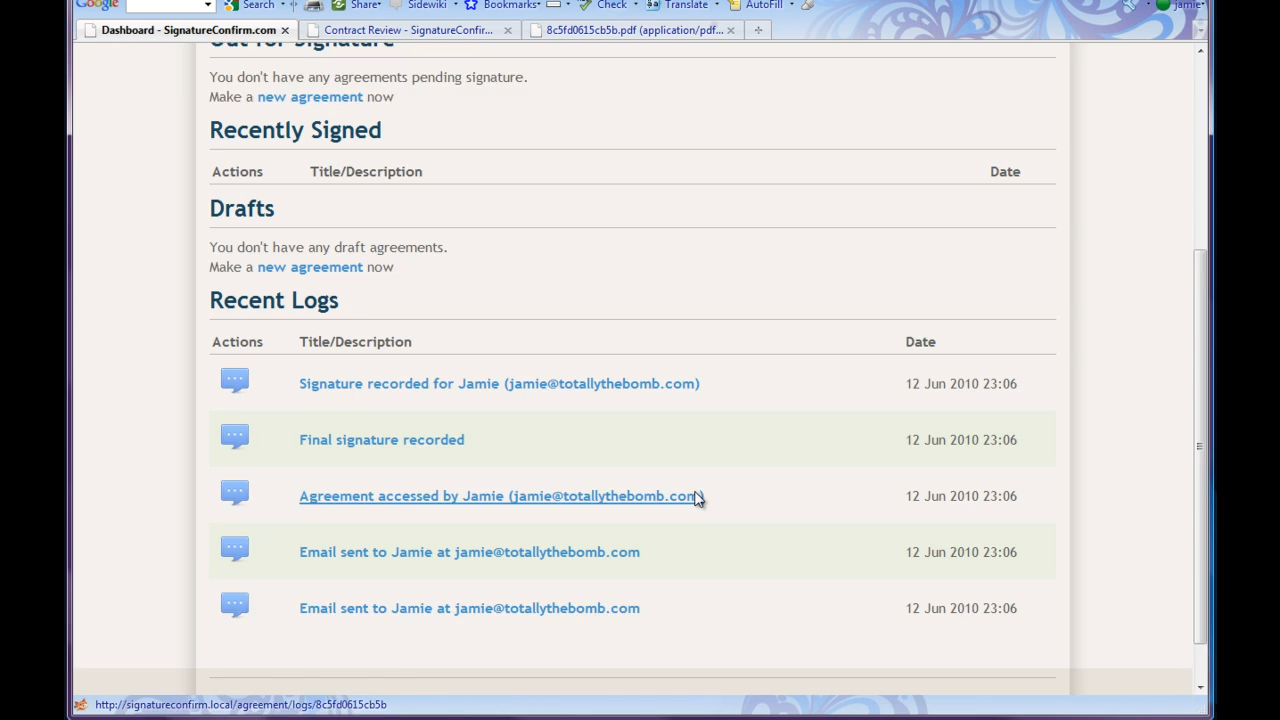 Google Search Share Sidewiki Bookmarks Check Translate AutoFill jamie
Dashboard - SignatureConfirm.com Contract Review - SignatureConfir... 8c5fd0615cb5b.pdf (application/pdf...
Out for Signature
You don't have any agreements pending signature.
Make a new agreement now
Recently Signed
Actions Title/Description Date
Drafts
You don't have any draft agreements.
Make a new agreement now
Recent Logs
Actions Title/Description Date
Signature recorded for Jamie (jamie@totallythebomb.com) 12 Jun 2010 23:06
Final signature recorded 12 Jun 2010 23:06
Agreement accessed by Jamie (jamie@totallythebomb.com) 12 Jun 2010 23:06
Email sent to Jamie at jamie@totallythebomb.com 12 Jun 2010 23:06
Email sent to Jamie at jamie@totallythebomb.com 12 Jun 2010 23:06
http://signatureconfirm.local/agreement/logs/8c5fd0615cb5b